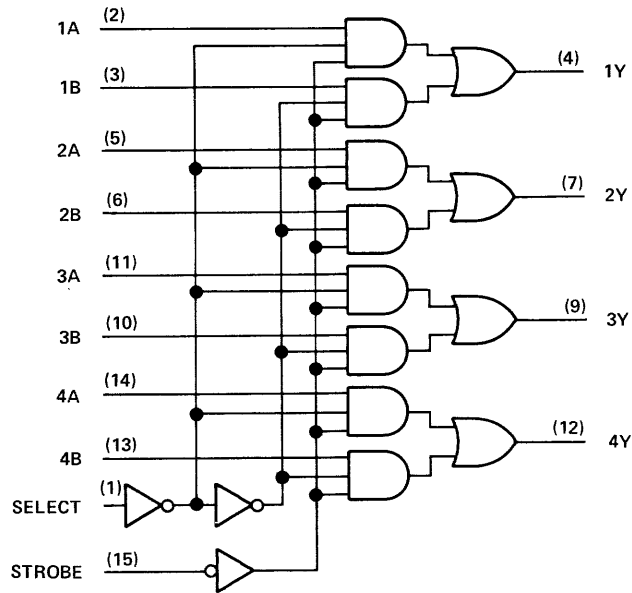 1A (2)
(4) 1Y
1B (3)
2A (5)
(7) 2Y
2B (6)
3A (11)
(9) 3Y
3B (10)
4A (14)
(12) 4Y
4B (13)
SELECT (1)
STROBE (15)